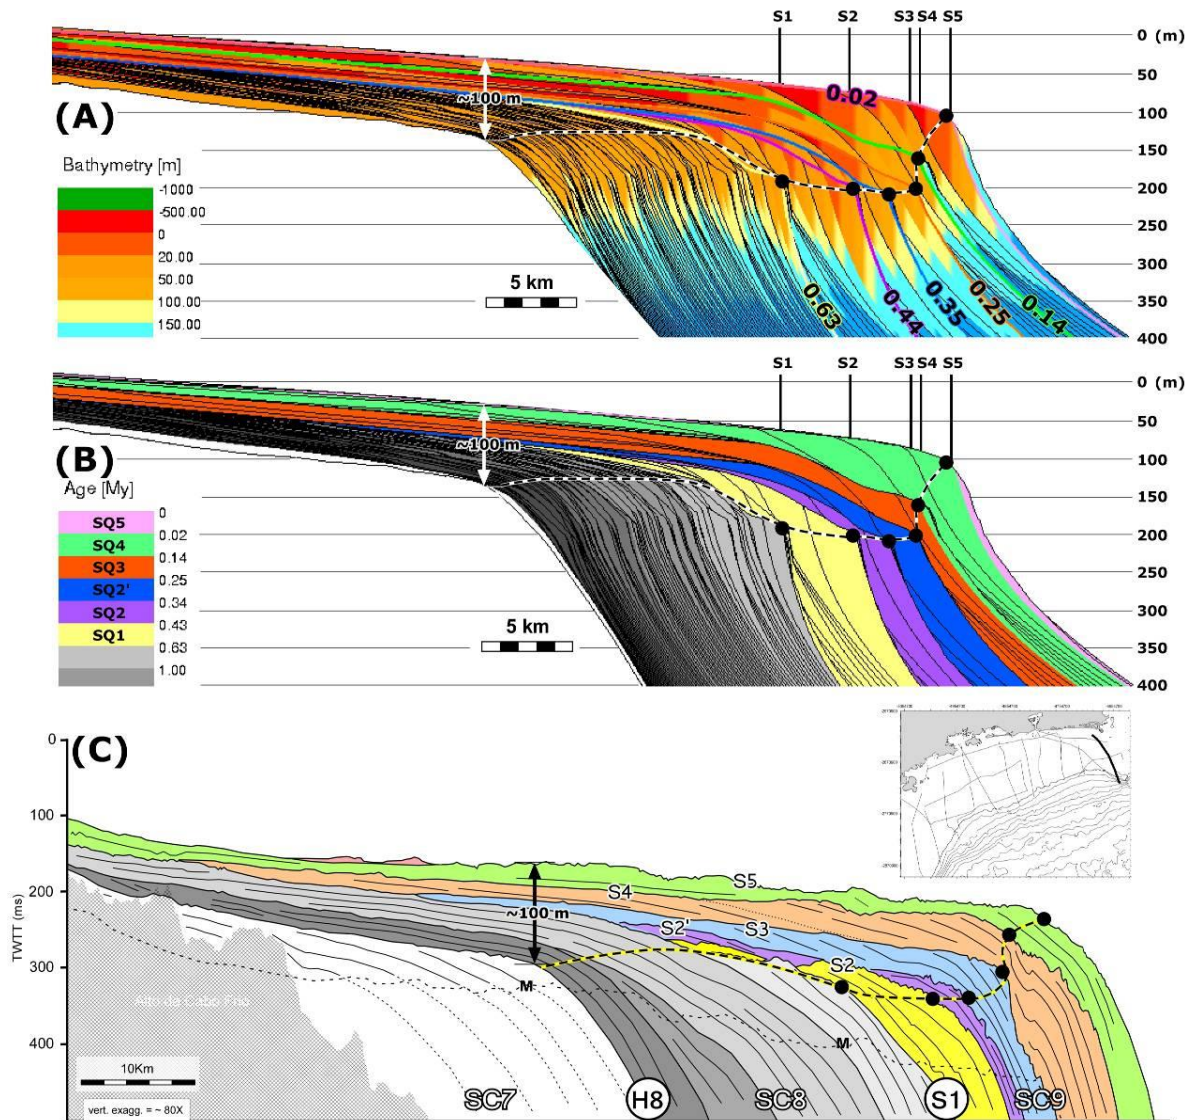 S1 S2 S3 S4 S5
0 (m)
50
100
150
200
250
300
350
400
(A)
~100 m
0.02
Bathymetry [m]
-1000
-500.00
0
20.00
50.00
100.00
150.00
5 km
0.63
0.44
0.35
0.25
0.14
S1 S2 S3 S4 S5
0 (m)
50
100
150
200
250
300
350
400
(B)
~100 m
Age [My]
0
SQ5
0.02
SQ4
0.14
SQ3
0.25
SQ2'
0.34
SQ2
0.43
SQ1
0.63
1.00
5 km
(C)
0
100
200
300
400
TWTT (ms)
~100 m
S5
S4
S3
S2'
S2
M
M
Alto de Cabo Frio
10Km
vert. exagg. = ~ 80X
SC7
H8
SC8
S1
SC9